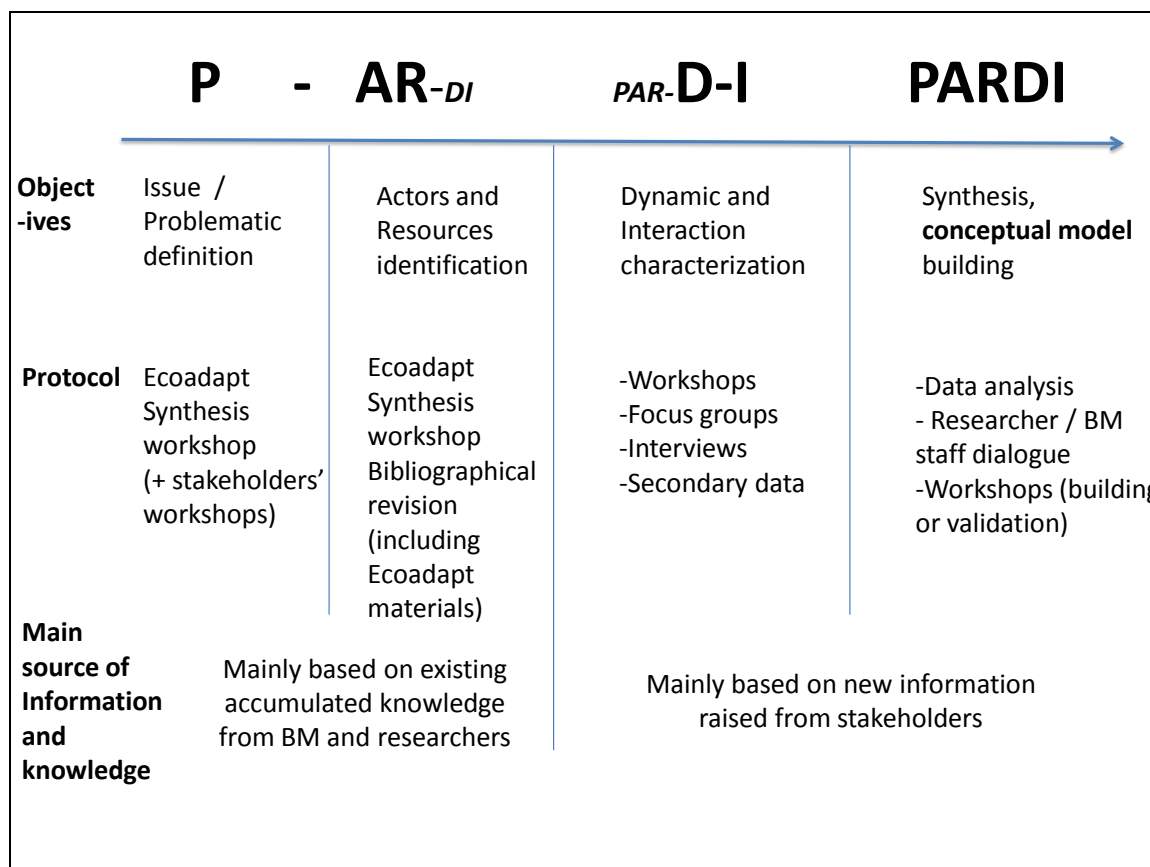 P - AR-DI PAR-D-I PARDI
Object
-ives
Issue /
Problematic
definition
Actors and
Resources
identification
Dynamic and
Interaction
characterization
Synthesis,
conceptual model
building
Protocol
Ecoadapt
Synthesis
workshop
(+ stakeholders’
workshops)
Ecoadapt
Synthesis
workshop
Bibliographical
revision
(including
Ecoadapt
materials)
-Workshops
-Focus groups
-Interviews
-Secondary data
-Data analysis
- Researcher / BM
staff dialogue
-Workshops (building
or validation)
Main
source of
Information
and
knowledge
Mainly based on existing
accumulated knowledge
from BM and researchers
Mainly based on new information
raised from stakeholders